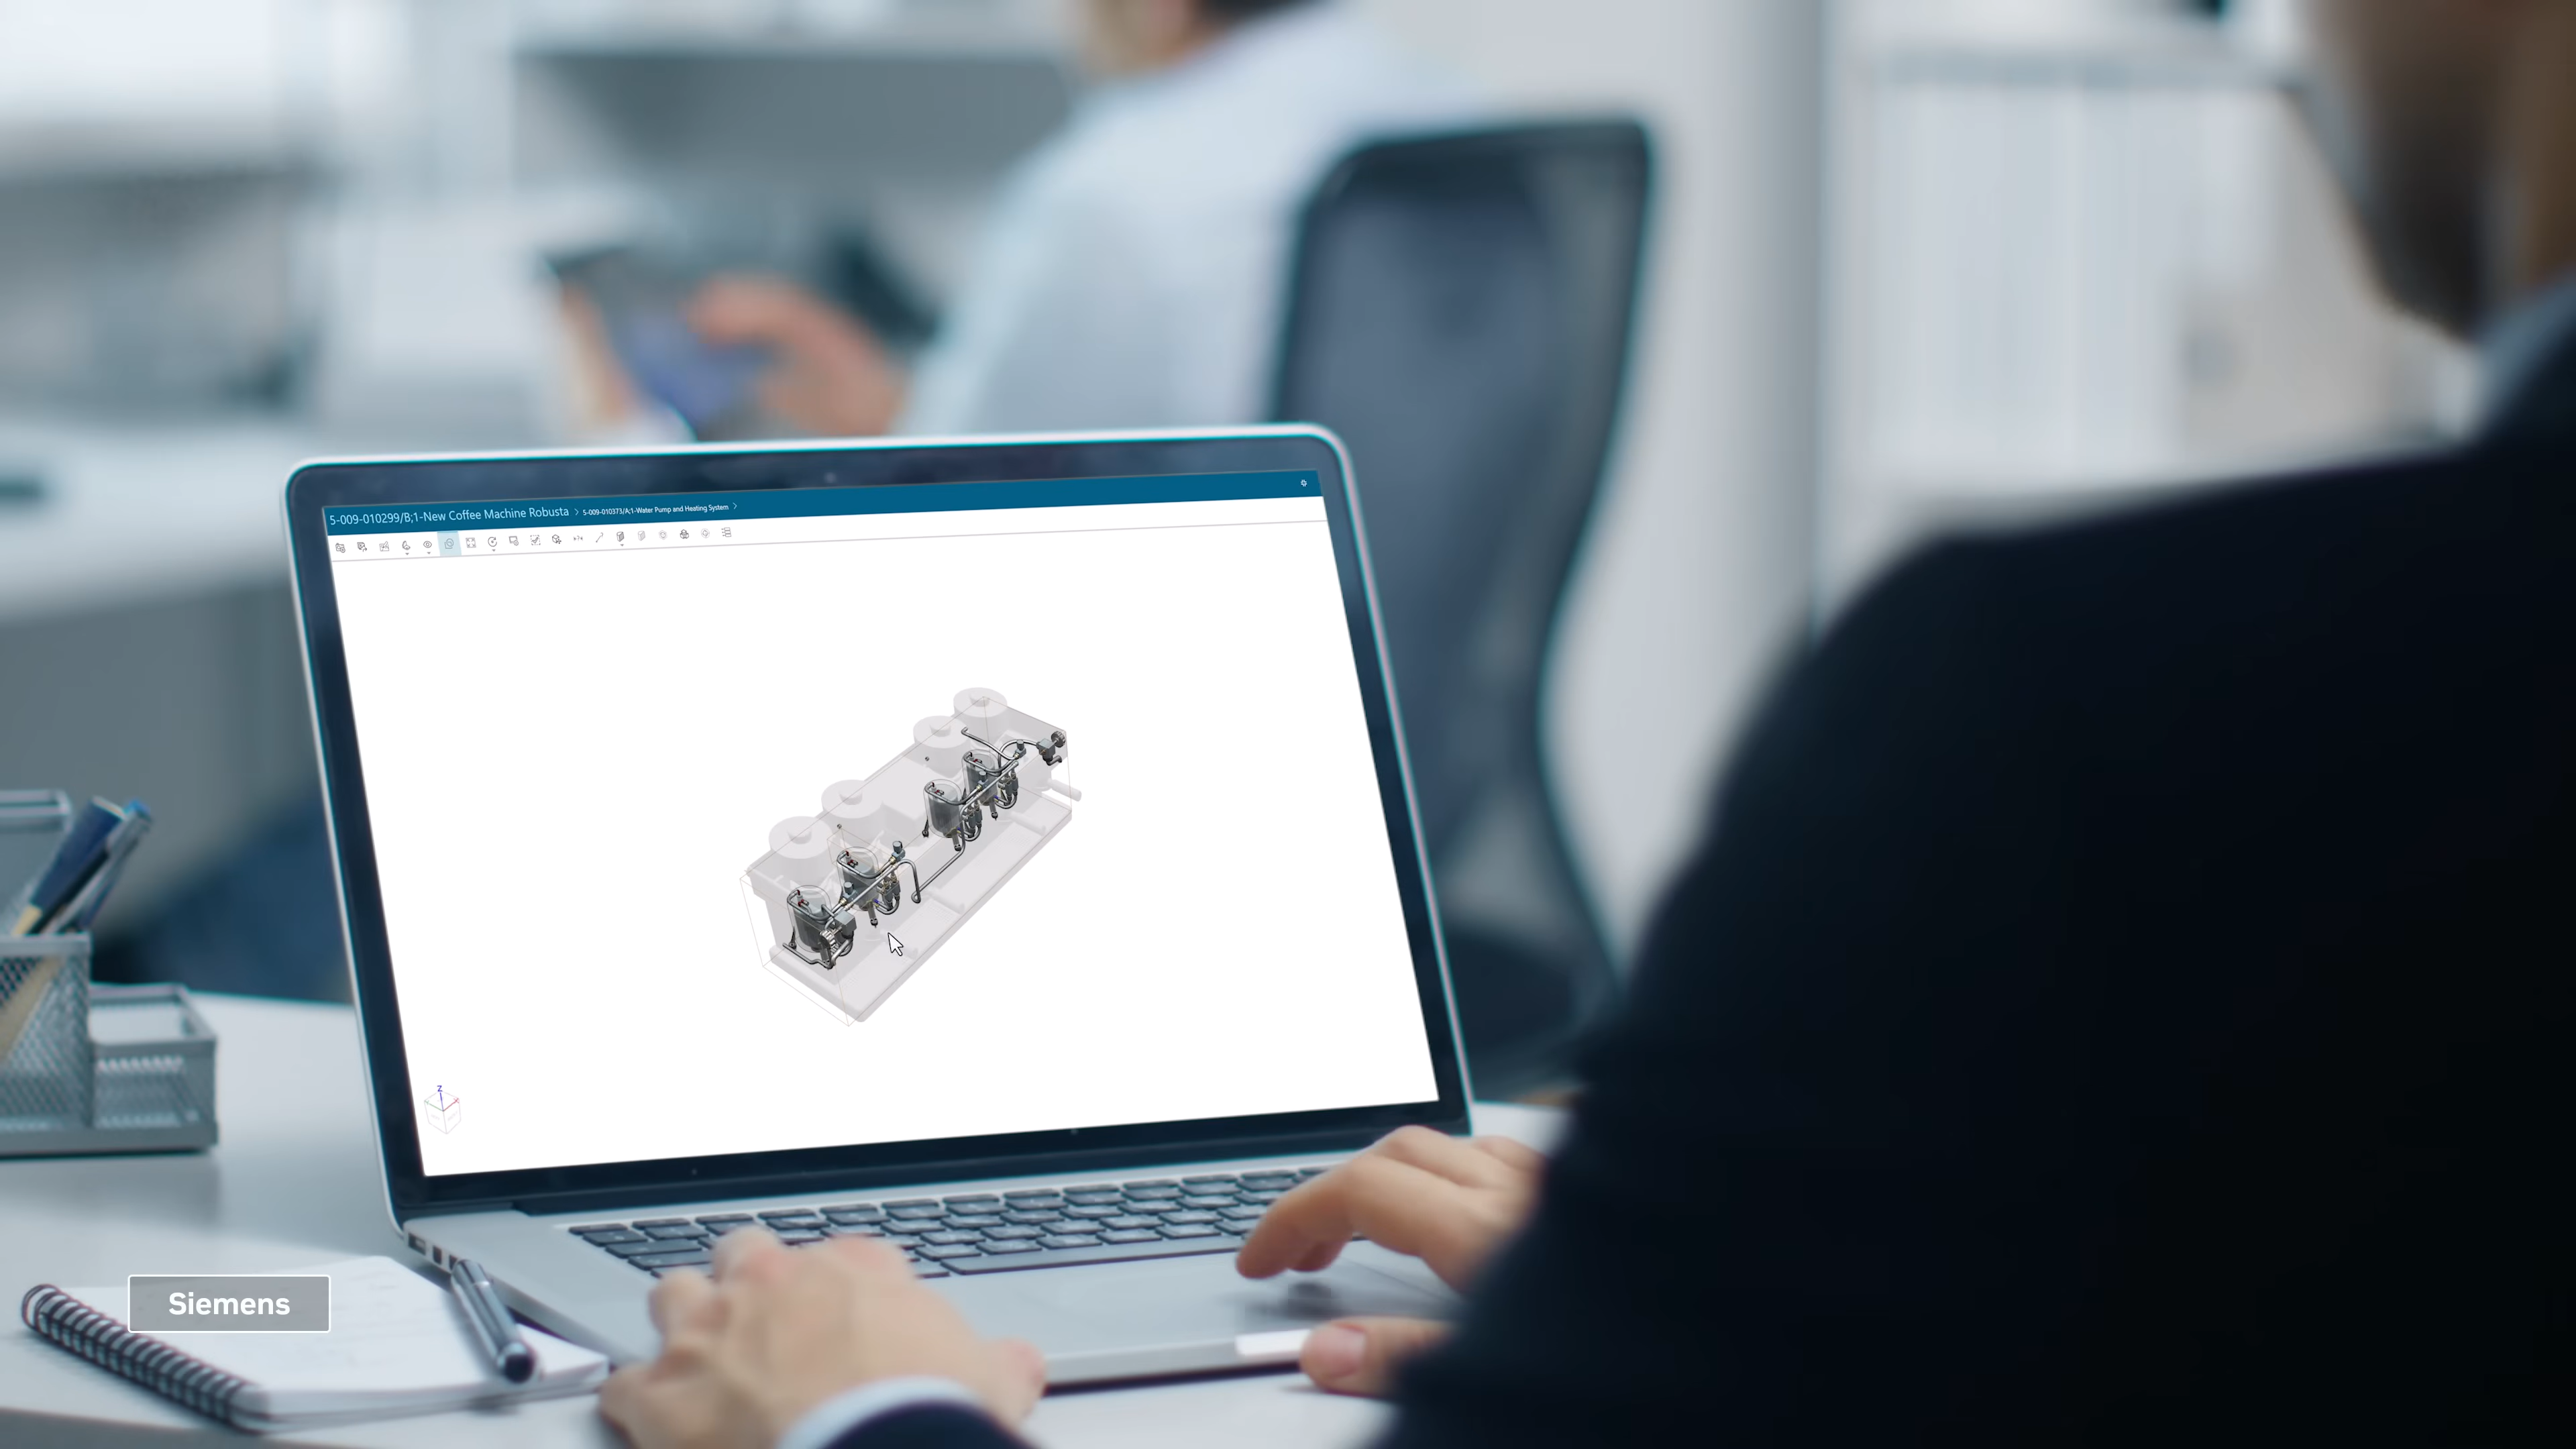 5-009-010299/B;1-New Coffee Machine Robusta > 5-009-010373/A;1-Water Pump and Heating System >
Z
Siemens